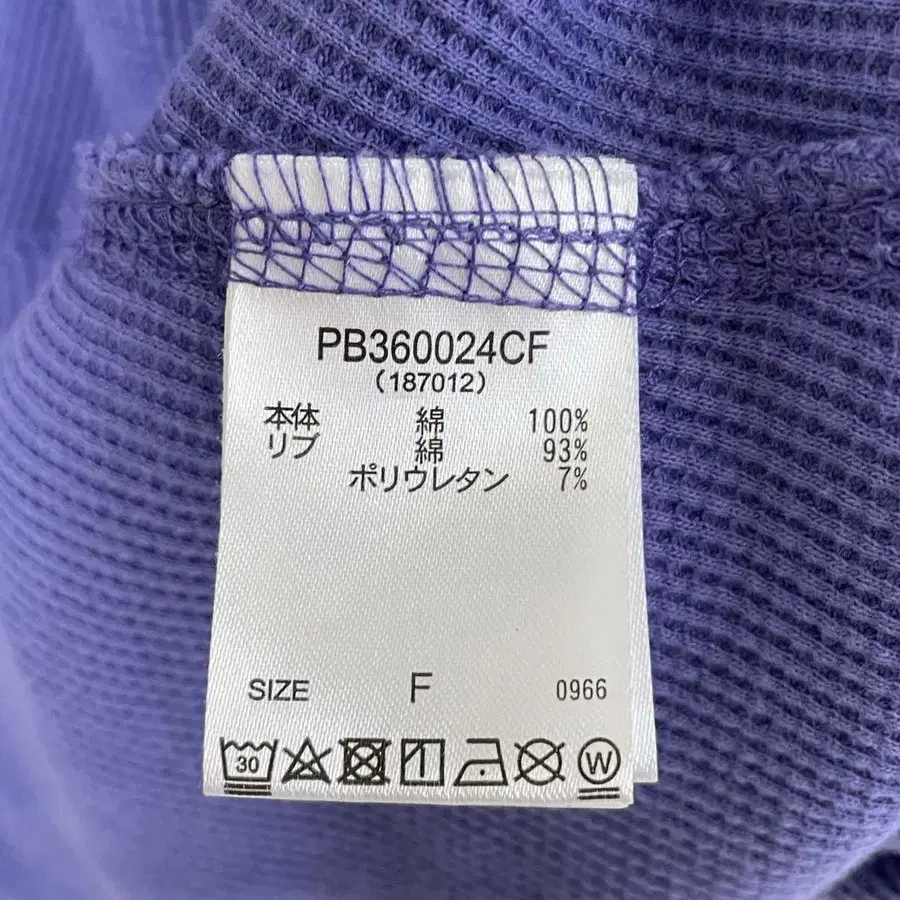 PB360024CF
（187012）
本体 綿 100%
リブ 綿 93%
ポリウレタン 7%
SIZE F 0966
30 W